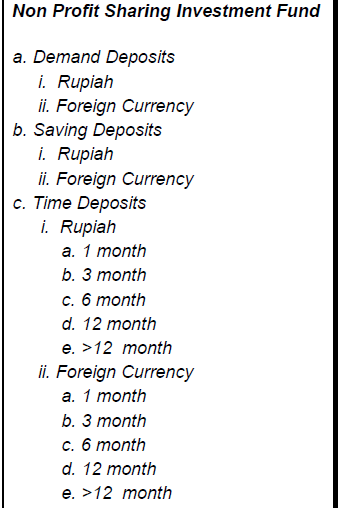 Non Profit Sharing Investment Fund
a. Demand Deposits
i. Rupiah
ii. Foreign Currency
b. Saving Deposits
i. Rupiah
ii. Foreign Currency
c. Time Deposits
i. Rupiah
a. 1 month
b. 3 month
c. 6 month
d. 12 month
e. >12 month
ii. Foreign Currency
a. 1 month
b. 3 month
c. 6 month
d. 12 month
e. >12 month